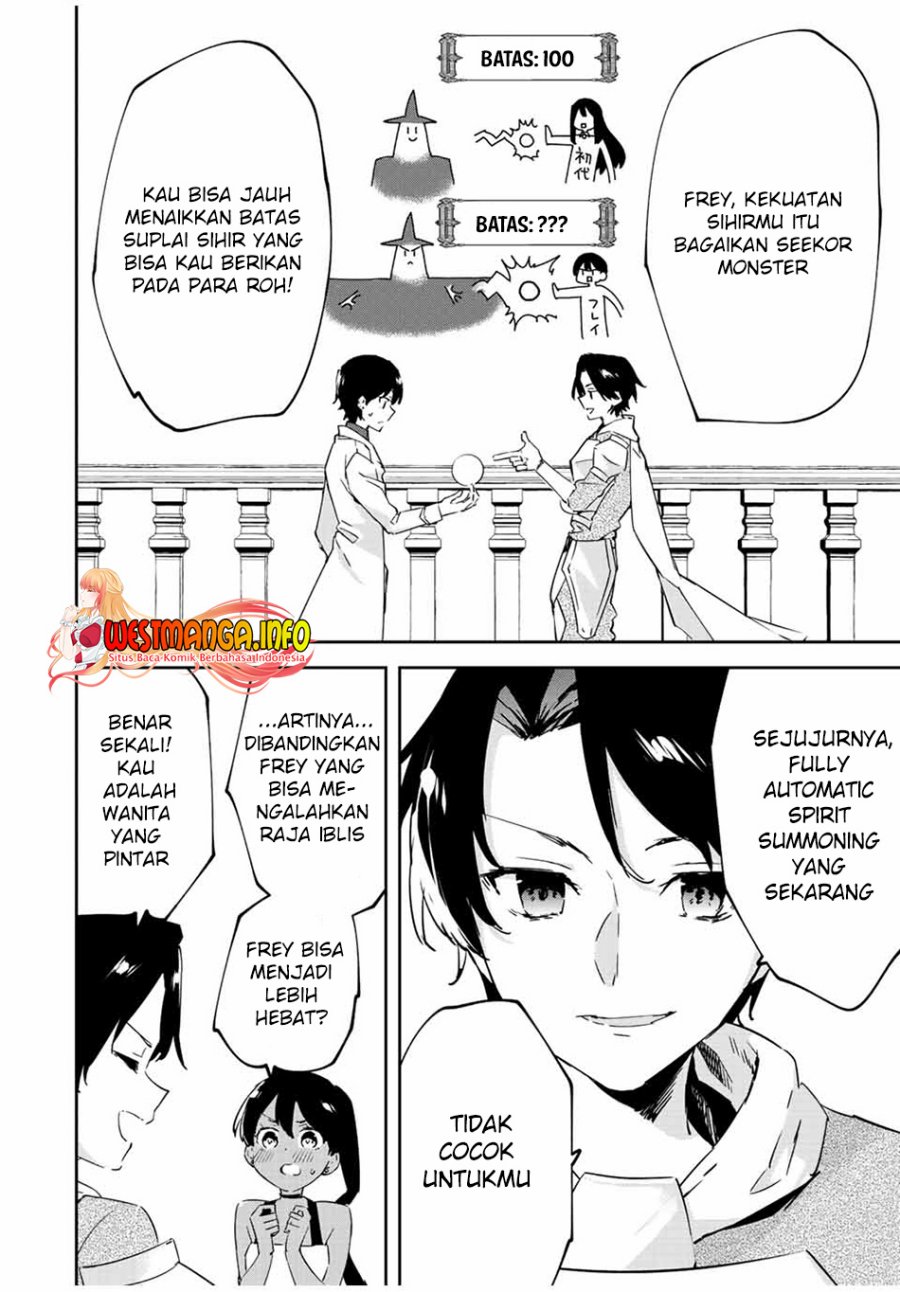 BATAS: 100
初代
BATAS: ???
フレイ
FREY, KEKUATAN
SIHIRMU ITU
BAGAIKAN SEEKOR
MONSTER
KAU BISA JAUH
MENAIKKAN BATAS
SUPLAI SIHIR YANG
BISA KAU BERIKAN
PADA PARA ROH!
WESTMANGA.INFO
Situs Baca Komik Berbahasa Indonesia
SEJUJURNYA,
FULLY
AUTOMATIC
SPIRIT
SUMMONING
YANG
SEKARANG
TIDAK
COCOK
UNTUKMU
...ARTINYA...
DIBANDINGKAN
FREY YANG
BISA ME-
NGALAHKAN
RAJA IBLIS
FREY BISA
MENJADI
LEBIH
HEBAT?
BENAR
SEKALI!
KAU
ADALAH
WANITA
YANG
PINTAR